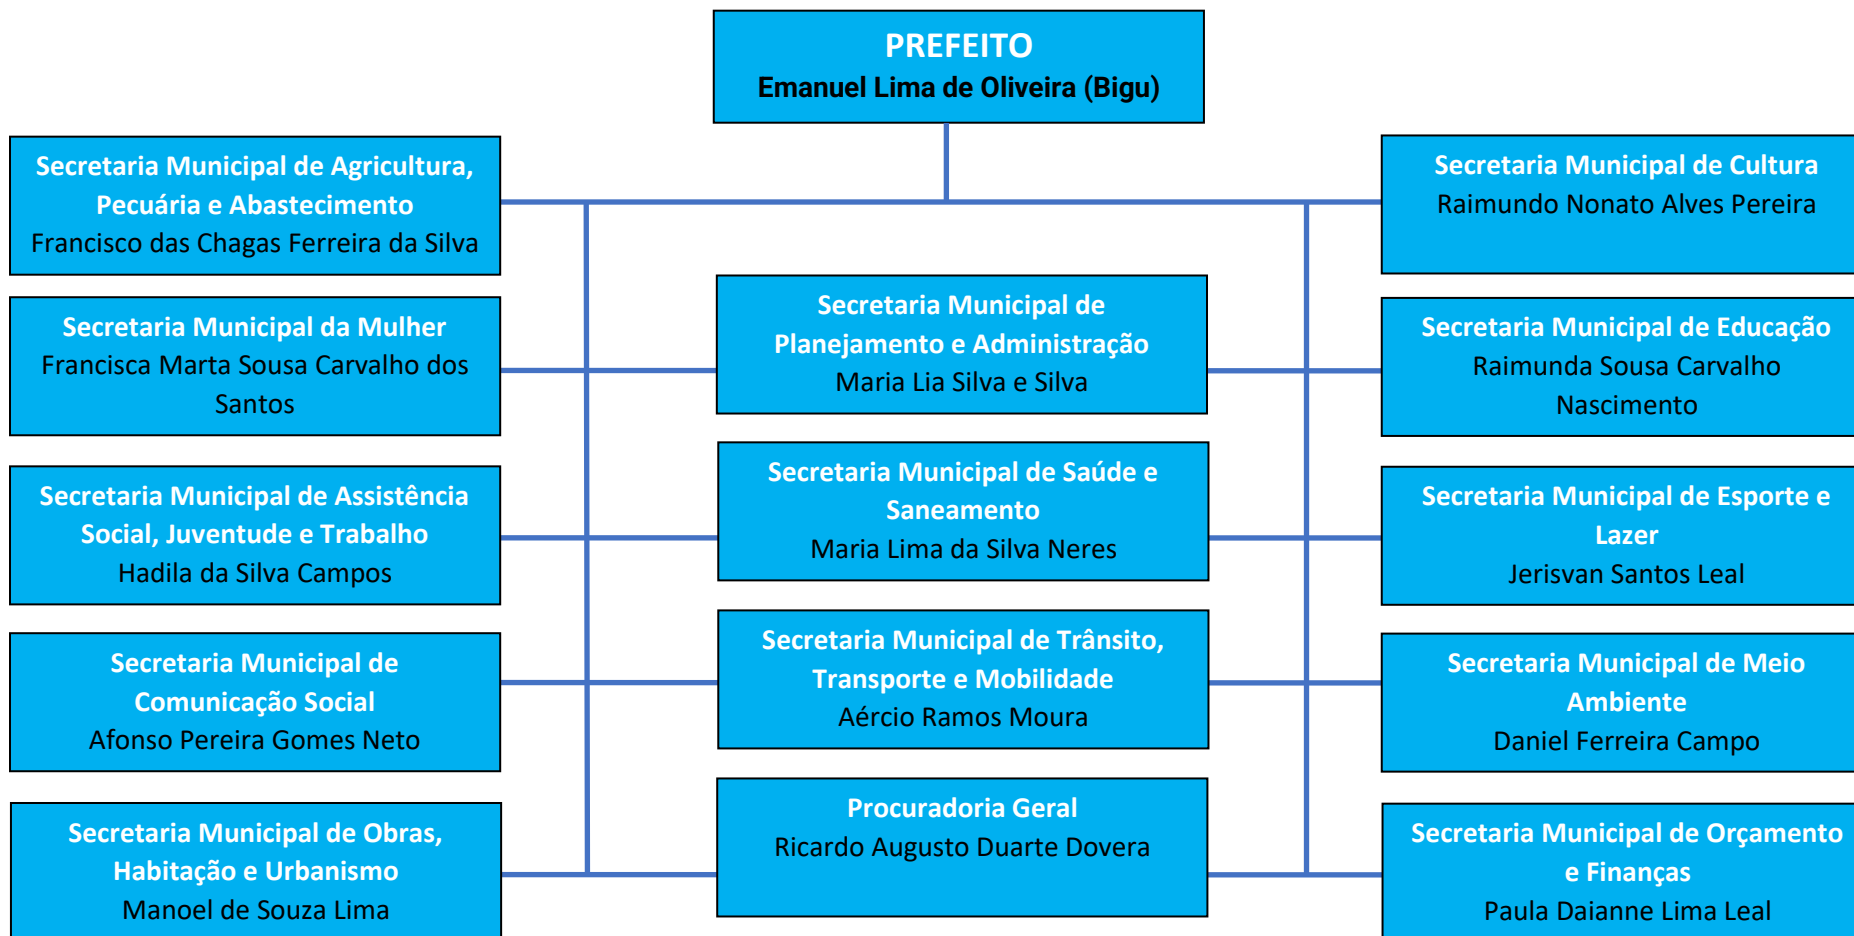 PREFEITO
Emanuel Lima de Oliveira (Bigu)
Secretaria Municipal de Agricultura,
Pecuária e Abastecimento
Francisco das Chagas Ferreira da Silva
Secretaria Municipal de Cultura
Raimundo Nonato Alves Pereira
Secretaria Municipal da Mulher
Francisca Marta Sousa Carvalho dos
Santos
Secretaria Municipal de
Planejamento e Administração
Maria Lia Silva e Silva
Secretaria Municipal de Educação
Raimunda Sousa Carvalho
Nascimento
Secretaria Municipal de Assistência
Social, Juventude e Trabalho
Hadila da Silva Campos
Secretaria Municipal de Saúde e
Saneamento
Maria Lima da Silva Neres
Secretaria Municipal de Esporte e
Lazer
Jerisvan Santos Leal
Secretaria Municipal de
Comunicação Social
Afonso Pereira Gomes Neto
Secretaria Municipal de Trânsito,
Transporte e Mobilidade
Aércio Ramos Moura
Secretaria Municipal de Meio
Ambiente
Daniel Ferreira Campo
Secretaria Municipal de Obras,
Habitação e Urbanismo
Manoel de Souza Lima
Procuradoria Geral
Ricardo Augusto Duarte Dovera
Secretaria Municipal de Orçamento
e Finanças
Paula Daianne Lima Leal